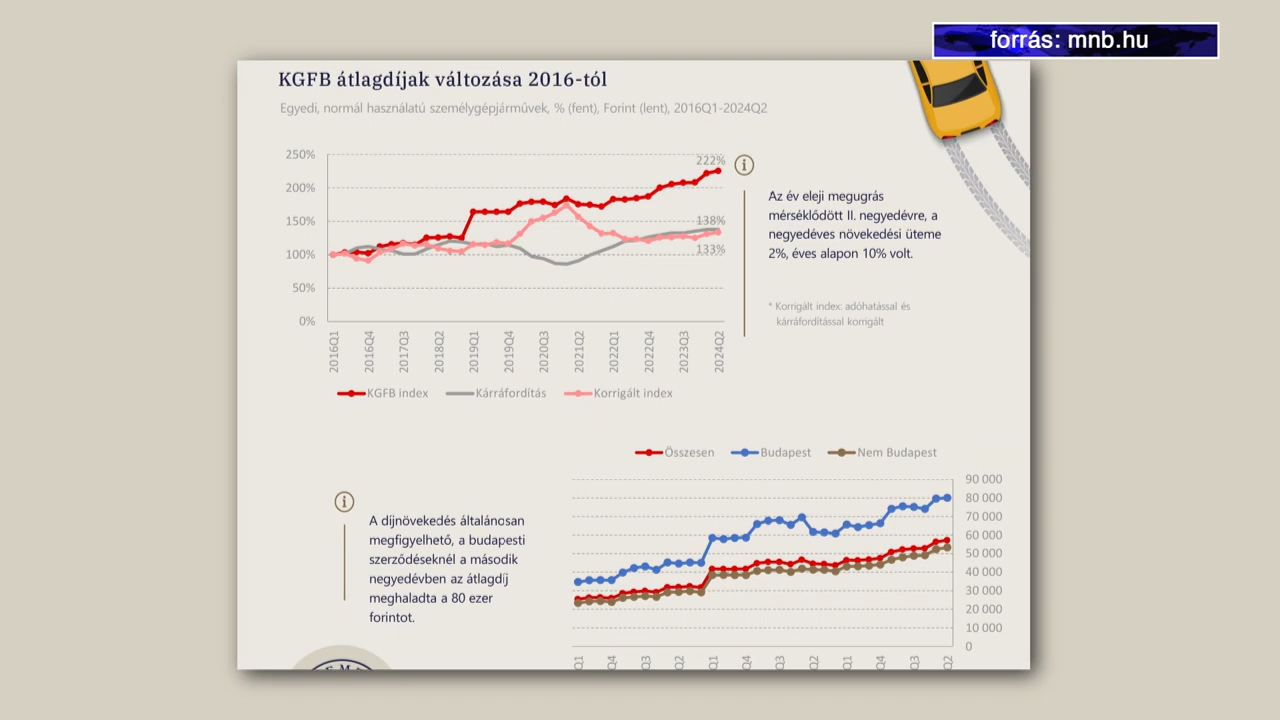 forrás: mnb.hu
KGFB átlagdíjak változása 2016-tól
Egyedi, normál használatú személygépjárművek, % (fent), Forint (lent), 2016Q1-2024Q2
250%
200%
150%
100%
50%
0%
222%
138%
133%
2016Q1
2016Q4
2017Q3
2018Q2
2019Q1
2019Q4
2020Q3
2021Q2
2022Q1
2022Q4
2023Q3
2024Q2
KGFB index
Kárráfordítás
Korrigált index
i
Az év eleji megugrás
mérséklődött II. negyedévre, a
negyedéves növekedési üteme
2%, éves alapon 10% volt.
* Korrigált index: adóhatással és
kárráfordítással korrigált
Összesen
Budapest
Nem Budapest
i
A díjnövekedés általánosan
megfigyelhető, a budapesti
szerződéseknél a második
negyedévben az átlagdíj
meghaladta a 80 ezer
forintot.
90 000
80 000
70 000
60 000
50 000
40 000
30 000
20 000
10 000
0
Q1
Q4
Q3
Q2
Q1
Q4
Q3
Q2
Q1
Q4
Q3
Q2